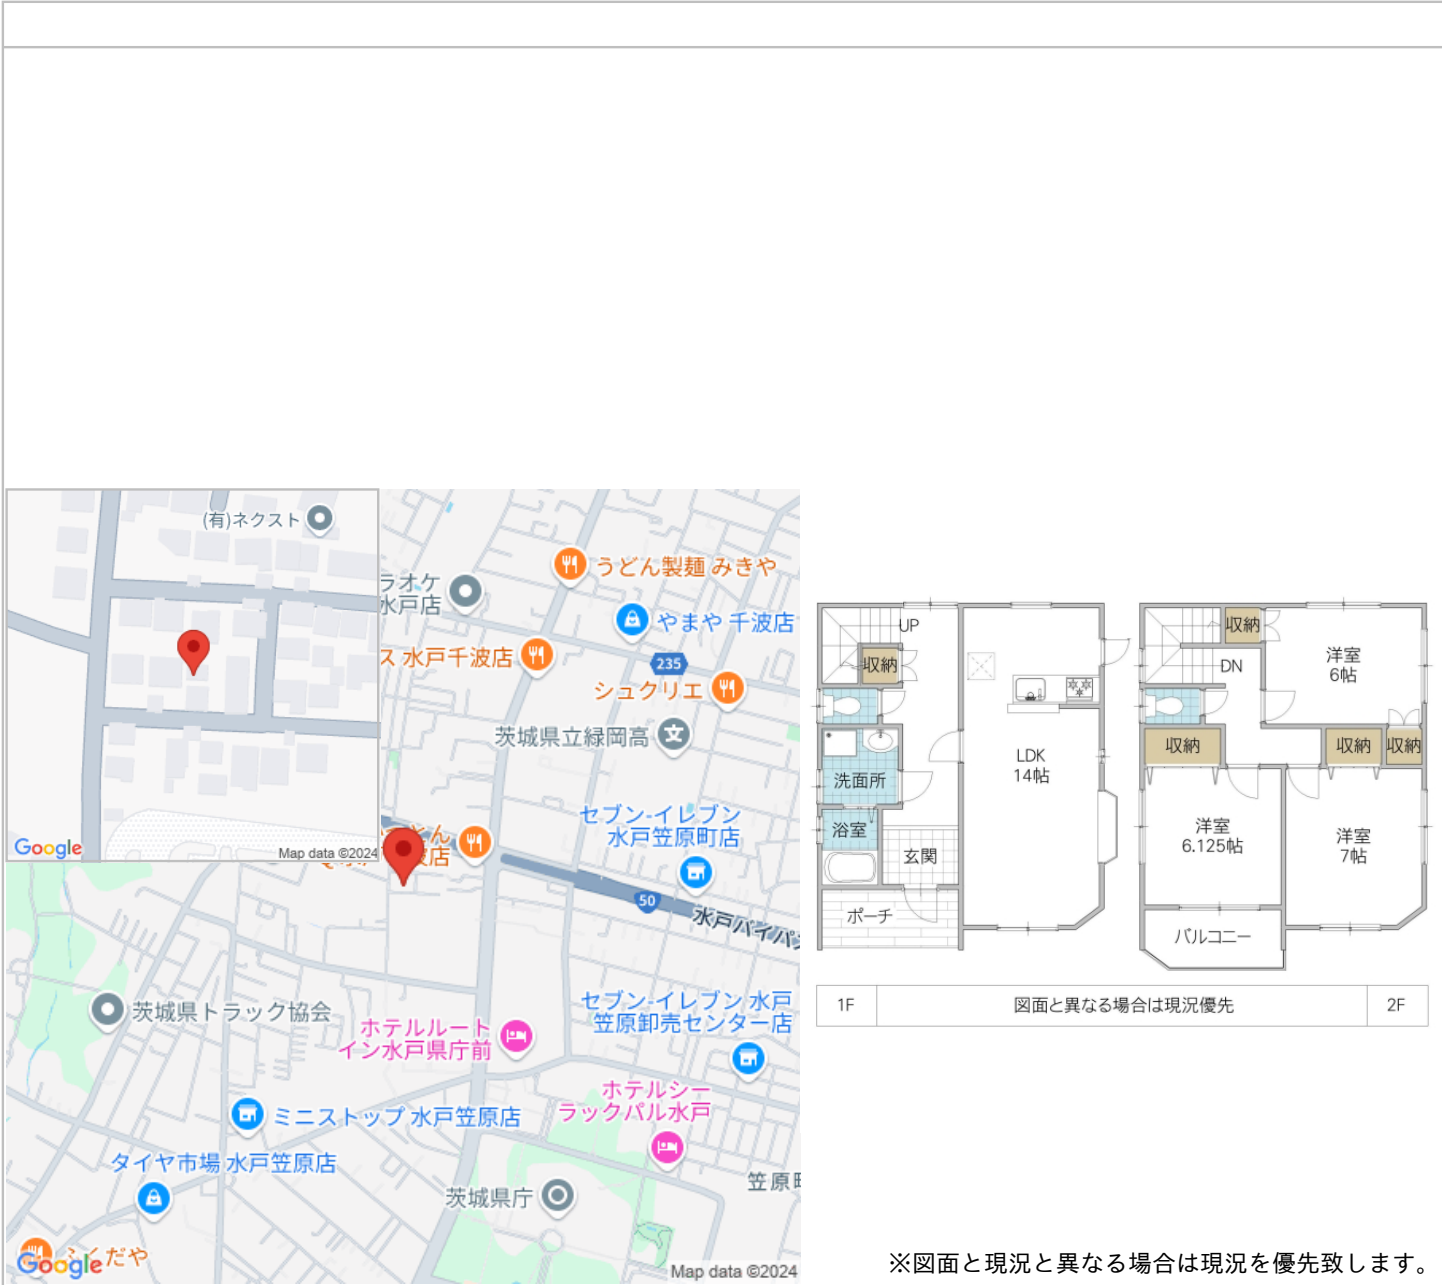 (有)ネクスト
Google
Map data ©2024
ラオケ
水戸店
うどん製麺 みきや
やまや 千波店
ス 水戸千波店
235
シュクリエ
茨城県立緑岡高
セブン-イレブン
水戸笠原町店
50
水戸バイパ
茨城県トラック協会
ホテルルート
イン水戸県庁前
セブン-イレブン 水戸
笠原卸売センター店
ホテルシー
ラックパル水戸
ミニストップ 水戸笠原店
タイヤ市場 水戸笠原店
茨城県庁
笠原町
ふくだや
Google
Map data ©2024
UP
収納
洗面所
浴室
玄関
ポーチ
LDK
14帖
収納
DN
洋室
6帖
収納
収納
収納
洋室
6.125帖
洋室
7帖
バルコニー
1F
図面と異なる場合は現況優先
2F
※図面と現況と異なる場合は現況を優先致します。